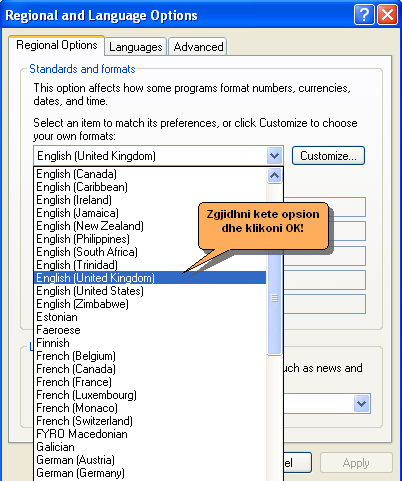 Regional and Language Options
Regional Options
Languages
Advanced
Standards and formats
This option affects how some programs format numbers, currencies,
dates, and time.
Select an item to match its preferences, or click Customize to choose
your own formats:
English (United Kingdom)
Customize...
English (Canada)
English (Caribbean)
English (Ireland)
English (Jamaica)
English (New Zealand)
English (Philippines)
English (South Africa)
English (Trinidad)
English (United Kingdom)
English (United States)
English (Zimbabwe)
Estonian
Faeroese
Finnish
French (Belgium)
French (Canada)
French (France)
French (Luxembourg)
French (Monaco)
French (Switzerland)
FYRO Macedonian
Galician
German (Austria)
German (Germany)
Zgjidhni kete opsion
dhe klikoni OK!
as news and
Apply